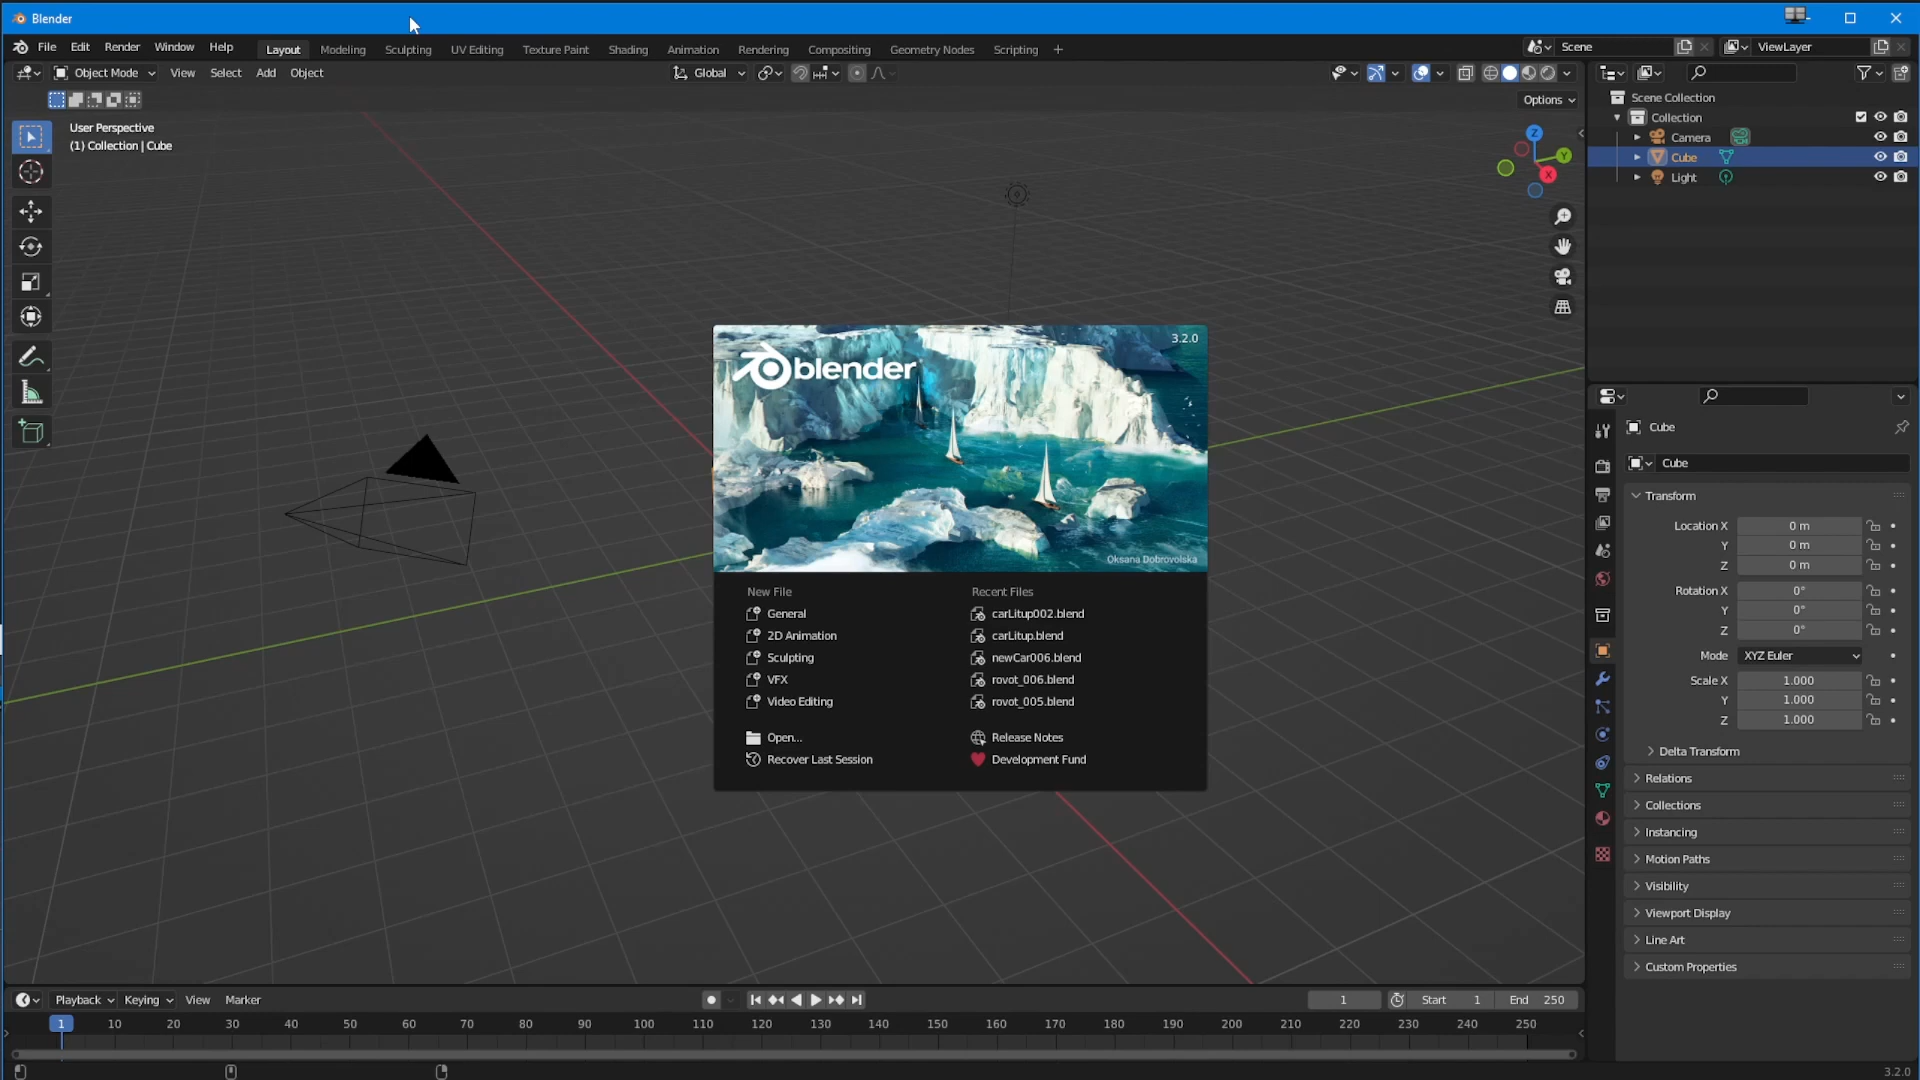 Blender
File Edit Render Window Help Layout Modeling Sculpting UV Editing Texture Paint Shading Animation Rendering Compositing Geometry Nodes Scripting + Scene ViewLayer
Object Mode View Select Add Object Global
Options
User Perspective
(1) Collection | Cube
Z
Y
X
Scene Collection
Collection
Camera
Cube
Light
3.2.0
blender
Oksana Dobrovolska
New File
General
2D Animation
Sculpting
VFX
Video Editing
Open...
Recover Last Session
Recent Files
carLitup002.blend
carLitup.blend
newCar006.blend
rovot_006.blend
rovot_005.blend
Release Notes
Development Fund
Cube
Cube
Transform
Location X 0 m
Y 0 m
Z 0 m
Rotation X 0°
Y 0°
Z 0°
Mode XYZ Euler
Scale X 1.000
Y 1.000
Z 1.000
Delta Transform
Relations
Collections
Instancing
Motion Paths
Visibility
Viewport Display
Line Art
Custom Properties
Playback Keying View Marker 1 Start 1 End 250
1 10 20 30 40 50 60 70 80 90 100 110 120 130 140 150 160 170 180 190 200 210 220 230 240 250
3.2.0